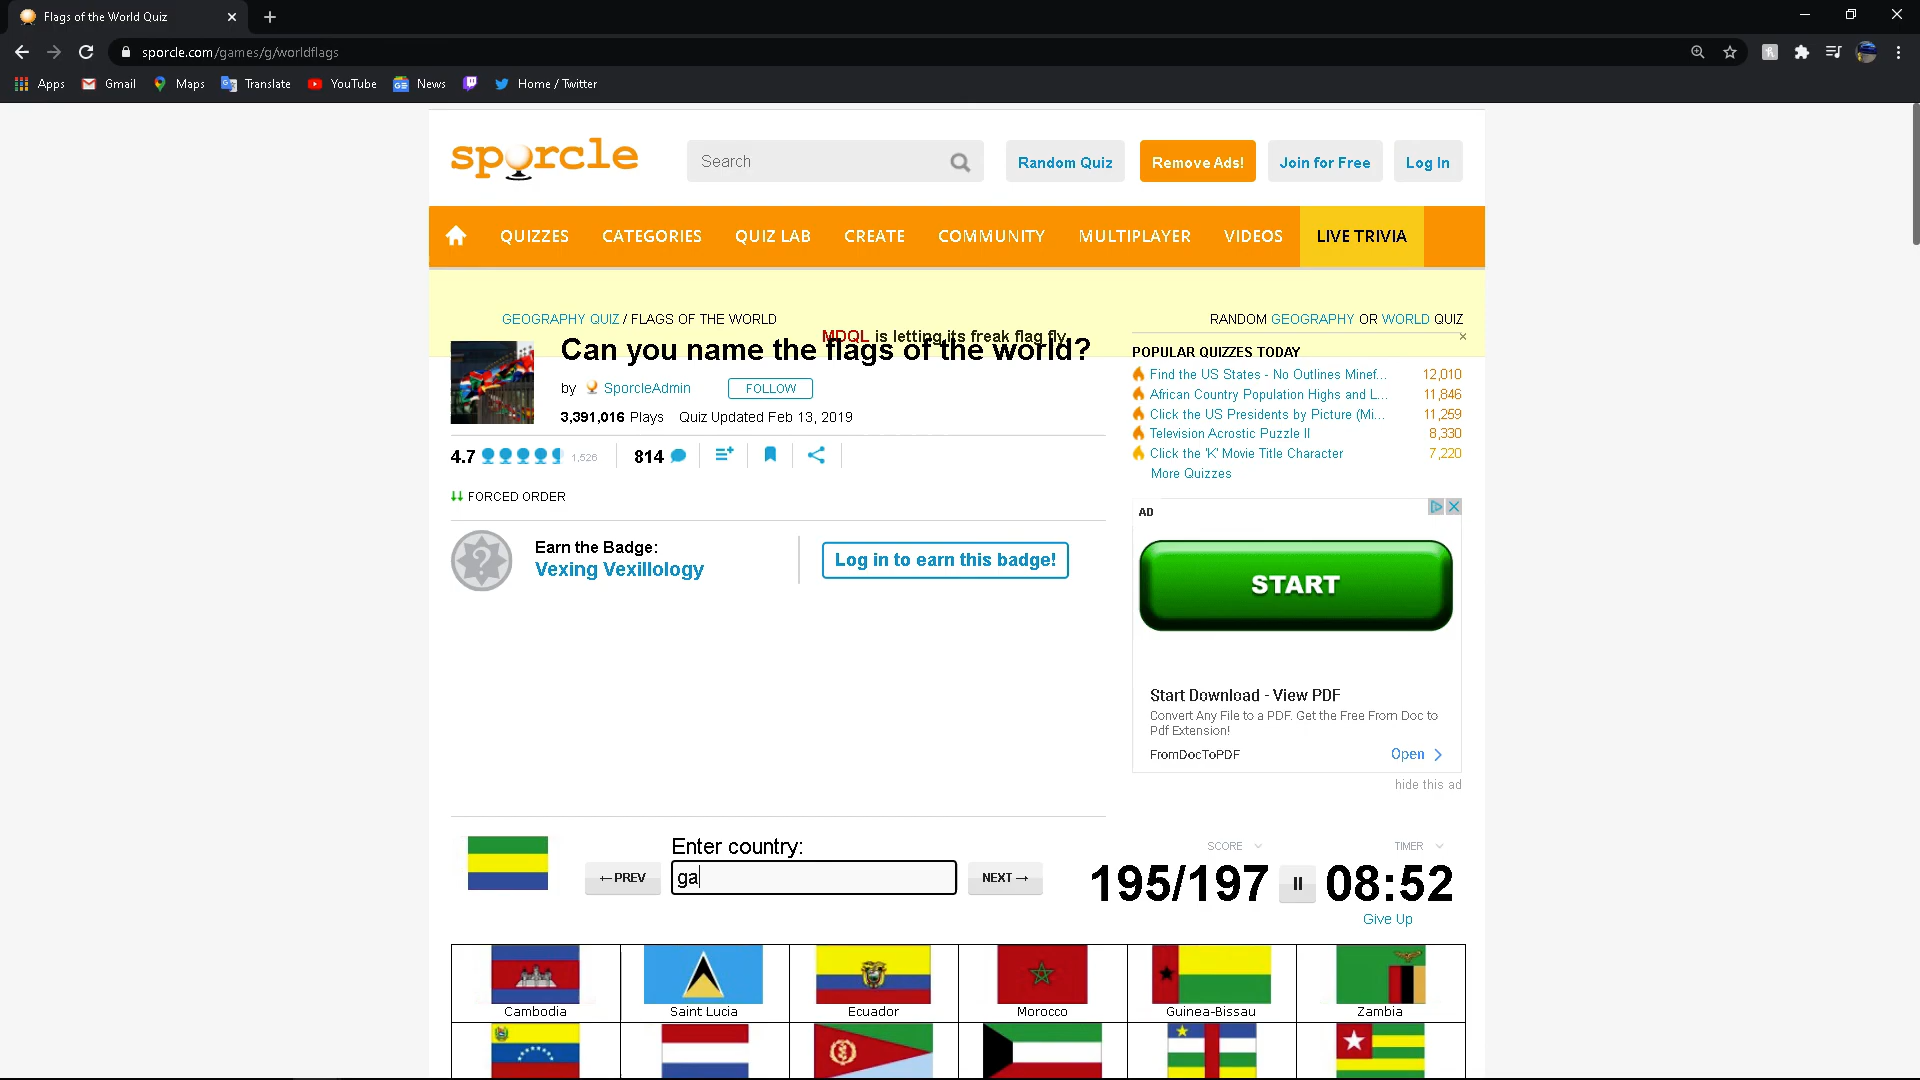 Flags of the World Quiz
sporcle.com/games/g/worldflags
Apps Gmail Maps Translate YouTube News Home / Twitter
sporcle
Search
Random Quiz
Remove Ads!
Join for Free
Log In
QUIZZES CATEGORIES QUIZ LAB CREATE COMMUNITY MULTIPLAYER VIDEOS LIVE TRIVIA
GEOGRAPHY QUIZ / FLAGS OF THE WORLD
RANDOM GEOGRAPHY OR WORLD QUIZ
MDQL is letting its freak flag fly
Can you name the flags of the world?
by SporcleAdmin FOLLOW
3,391,016 Plays Quiz Updated Feb 13, 2019
4.7 1,526 814
FORCED ORDER
Earn the Badge:
Vexing Vexillology
Log in to earn this badge!
POPULAR QUIZZES TODAY
Find the US States - No Outlines Minef... 12,010
African Country Population Highs and L... 11,846
Click the US Presidents by Picture (Mi... 11,259
Television Acrostic Puzzle II 8,330
Click the 'K' Movie Title Character 7,220
More Quizzes
AD
START
Start Download - View PDF
Convert Any File to a PDF. Get the Free From Doc to
Pdf Extension!
FromDocToPDF Open
hide this ad
Enter country:
← PREV
ga
NEXT →
SCORE
195/197
TIMER
08:52
Give Up
Cambodia Saint Lucia Ecuador Morocco Guinea-Bissau Zambia